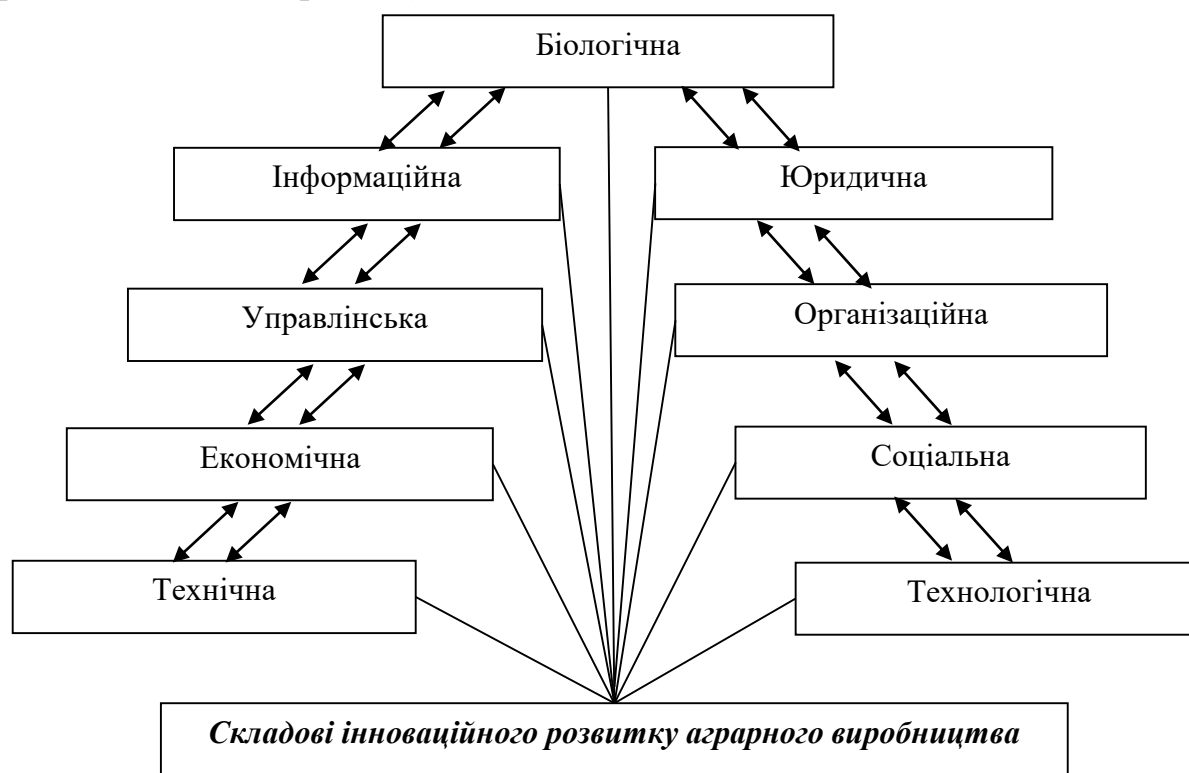 Біологічна
Інформаційна
Юридична
Управлінська
Організаційна
Економічна
Соціальна
Технічна
Технологічна
Складові інноваційного розвитку аграрного виробництва